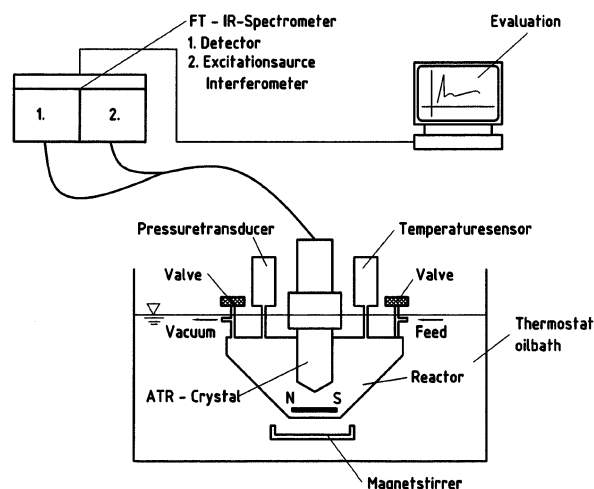 FT - IR-Spectrometer
1. Detector
2. Excitationsaurce
Interferometer
Evaluation
1.
2.
Pressuretransducer
Temperaturesensor
Valve
Valve
Vacuum
Feed
Thermostat
oilbath
ATR - Crystal
N
S
Reactor
Magnetstirrer